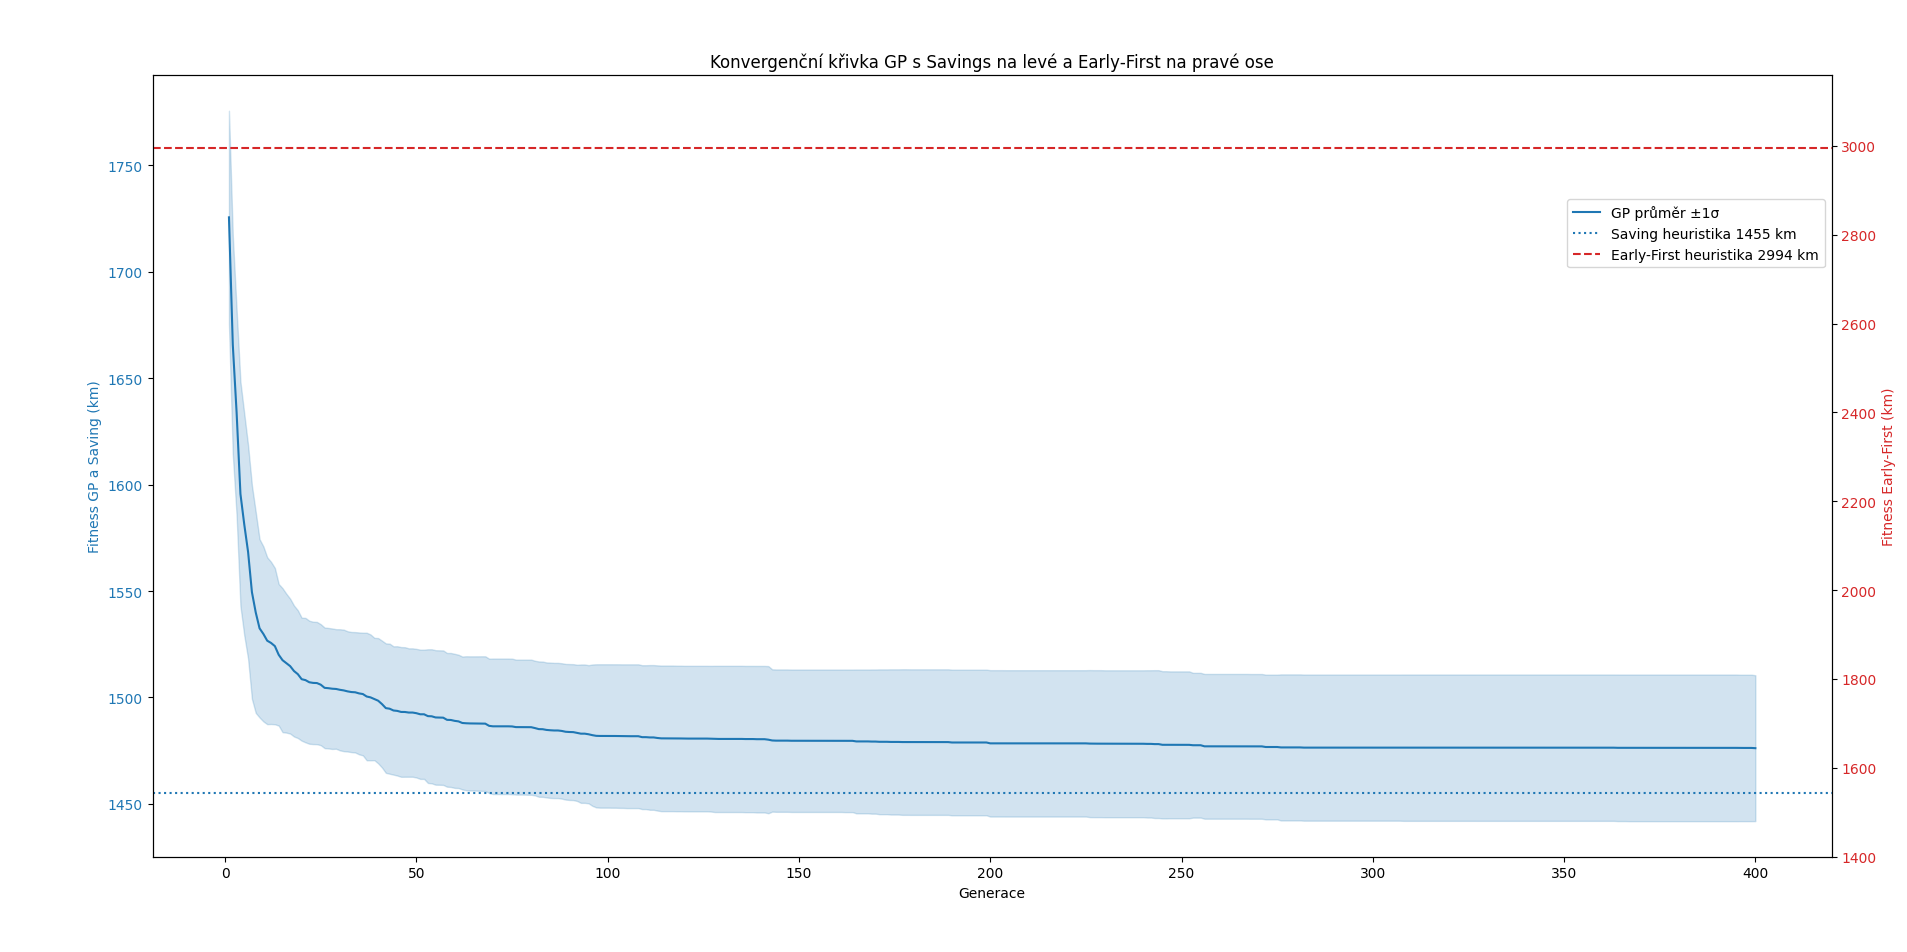 Konvergenční křivka GP s Savings na levé a Early-First na pravé ose
Fitness GP a Saving (km)
1750
1700
1650
1600
1550
1500
1450
GP průměr ±1σ
Saving heuristika 1455 km
Early-First heuristika 2994 km
3000
2800
2600
2400
2200
2000
1800
1600
1400
Fitness Early-First (km)
0 50 100 150 200 250 300 350 400
Generace